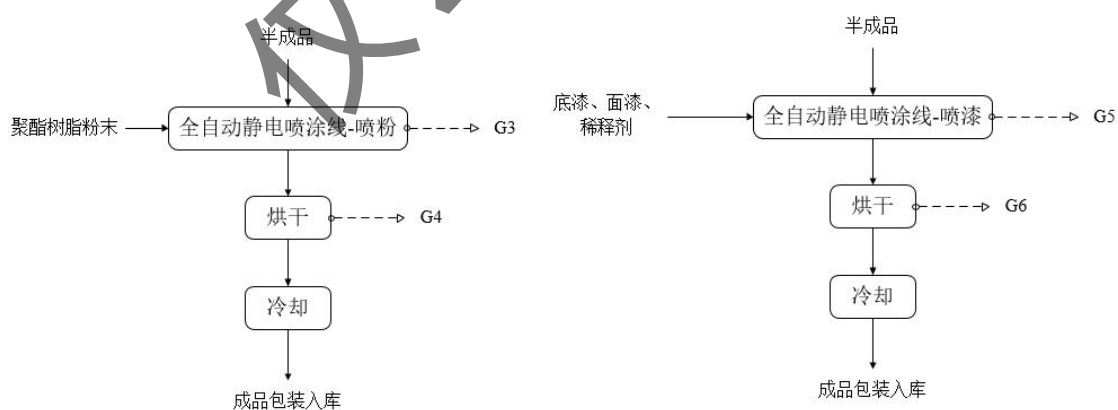 半成品
聚酯树脂粉末
全自动静电喷涂线-喷粉
G3
烘干
G4
冷却
成品包装入库
半成品
底漆、面漆、
稀释剂
全自动静电喷涂线-喷漆
G5
烘干
G6
冷却
成品包装入库